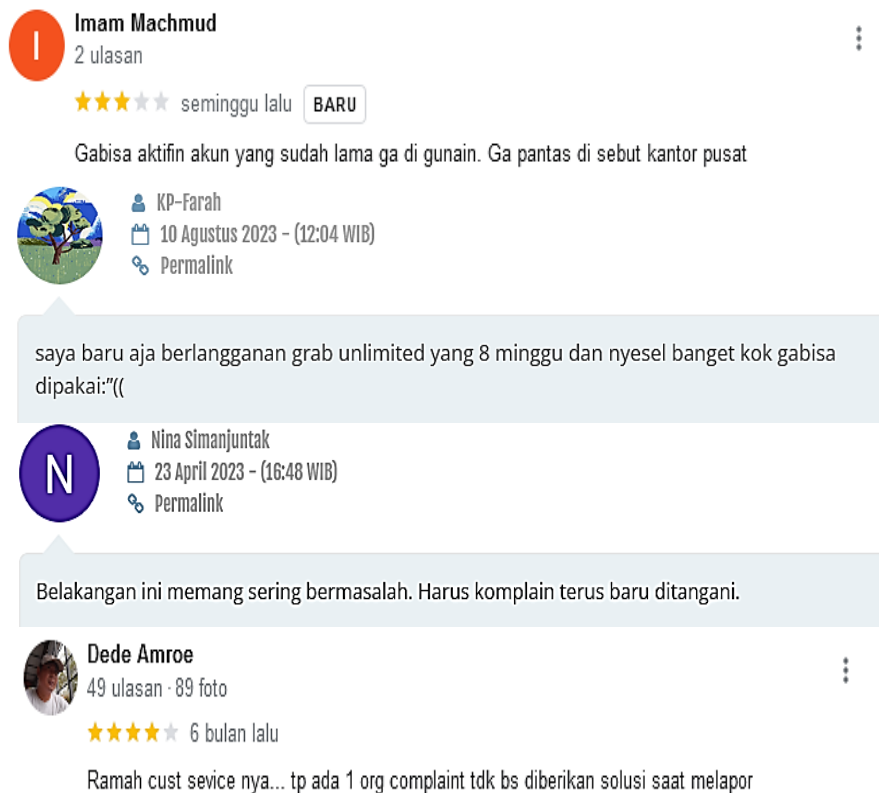 Imam Machmud
2 ulasan
seminggu lalu BARU
Gabisa aktifin akun yang sudah lama ga di gunain. Ga pantas di sebut kantor pusat
KP-Farah
10 Agustus 2023 - (12:04 WIB)
Permalink
saya baru aja berlangganan grab unlimited yang 8 minggu dan nyesel banget kok gabisa
dipakai:"((
N
Nina Simanjuntak
23 April 2023 - (16:48 WIB)
Permalink
Belakangan ini memang sering bermasalah. Harus komplain terus baru ditangani.
Dede Amroe
49 ulasan · 89 foto
6 bulan lalu
Ramah cust sevice nya... tp ada 1 org complaint tdk bs diberikan solusi saat melapor